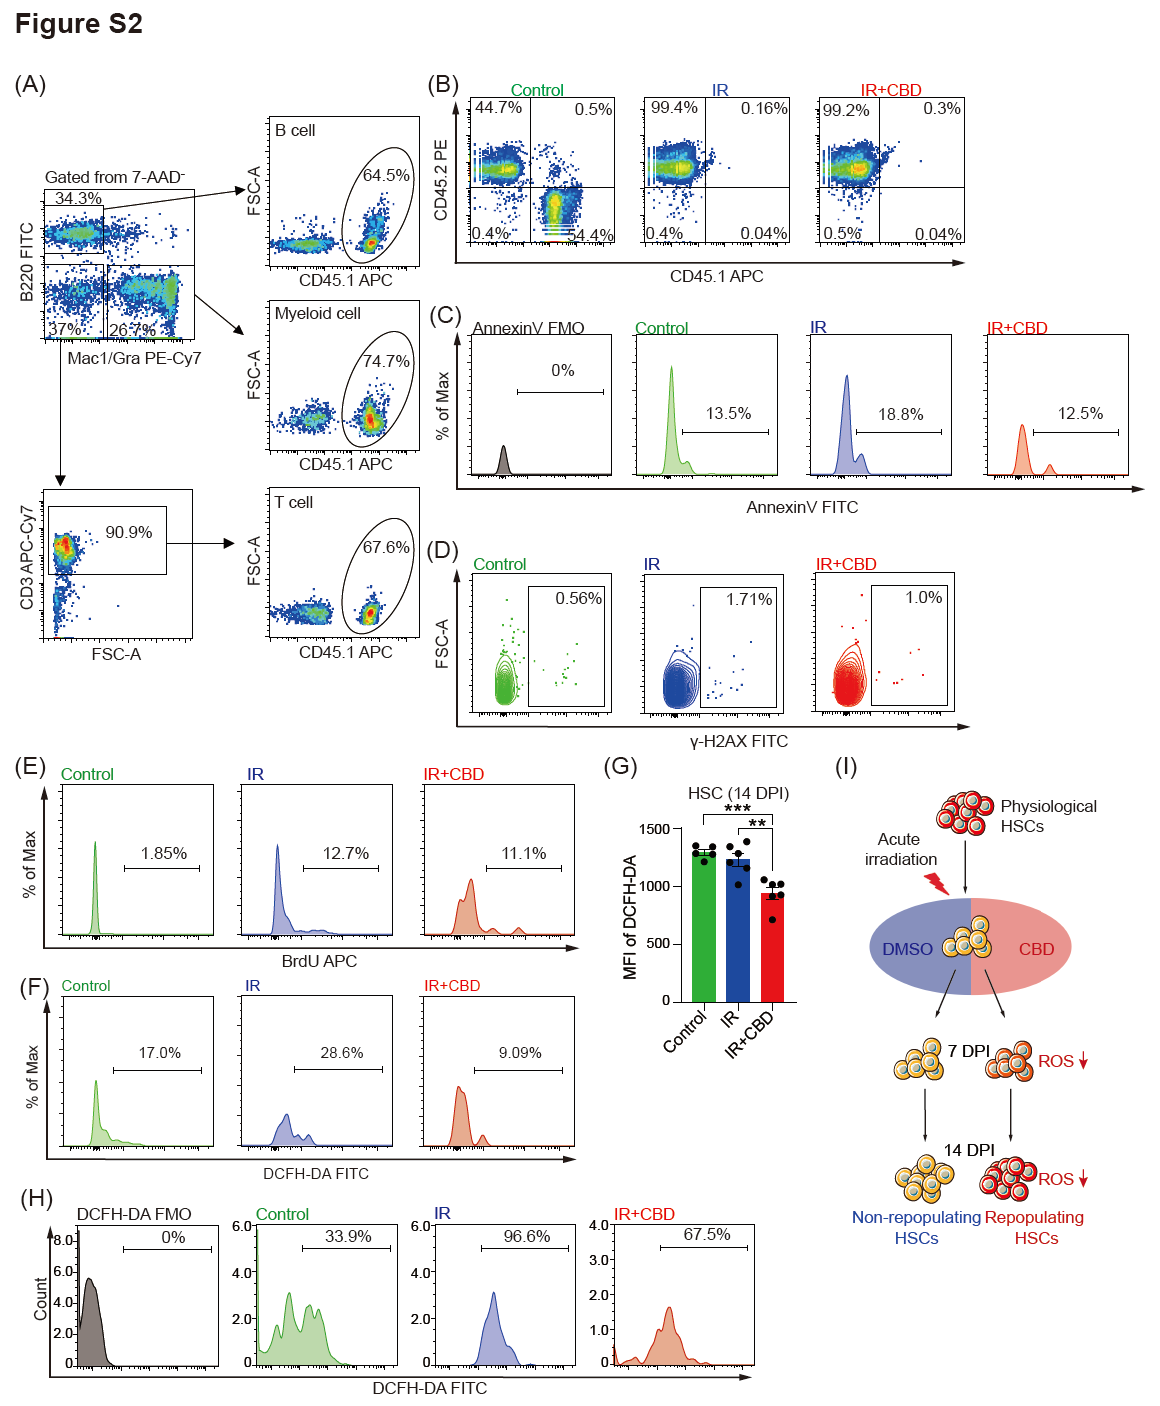 Figure S2
(A)
Gated from 7-AAD-
34.3%
37%
26.7%
B220 FITC
Mac1/Gra PE-Cy7
B cell
64.5%
FSC-A
CD45.1 APC
Myeloid cell
74.7%
FSC-A
CD45.1 APC
90.9%
CD3 APC-Cy7
FSC-A
T cell
67.6%
FSC-A
CD45.1 APC
(B)
Control
IR
IR+CBD
44.7%
0.5%
0.4%
54.4%
99.4%
0.16%
0.4%
0.04%
99.2%
0.3%
0.5%
0.04%
CD45.2 PE
CD45.1 APC
(C)
AnnexinV FMO
Control
IR
IR+CBD
0%
13.5%
18.8%
12.5%
% of Max
AnnexinV FITC
(D)
Control
IR
IR+CBD
0.56%
1.71%
1.0%
FSC-A
γ-H2AX FITC
(E)
Control
IR
IR+CBD
1.85%
12.7%
11.1%
% of Max
BrdU APC
(F)
Control
IR
IR+CBD
17.0%
28.6%
9.09%
% of Max
DCFH-DA FITC
(G)
HSC (14 DPI)
***
**
1500
1000
500
0
MFI of DCFH-DA
Control
IR
IR+CBD
(H)
DCFH-DA FMO
Control
IR
IR+CBD
0%
33.9%
96.6%
67.5%
8.0
6.0
4.0
2.0
0
6.0
4.0
2.0
0
6.0
4.0
2.0
0
4.0
3.0
2.0
1.0
0
Count
DCFH-DA FITC
(I)
Physiological
HSCs
Acute
irradiation
DMSO
CBD
7 DPI
ROS ↓
14 DPI
ROS ↓
Non-repopulating
HSCs
Repopulating
HSCs